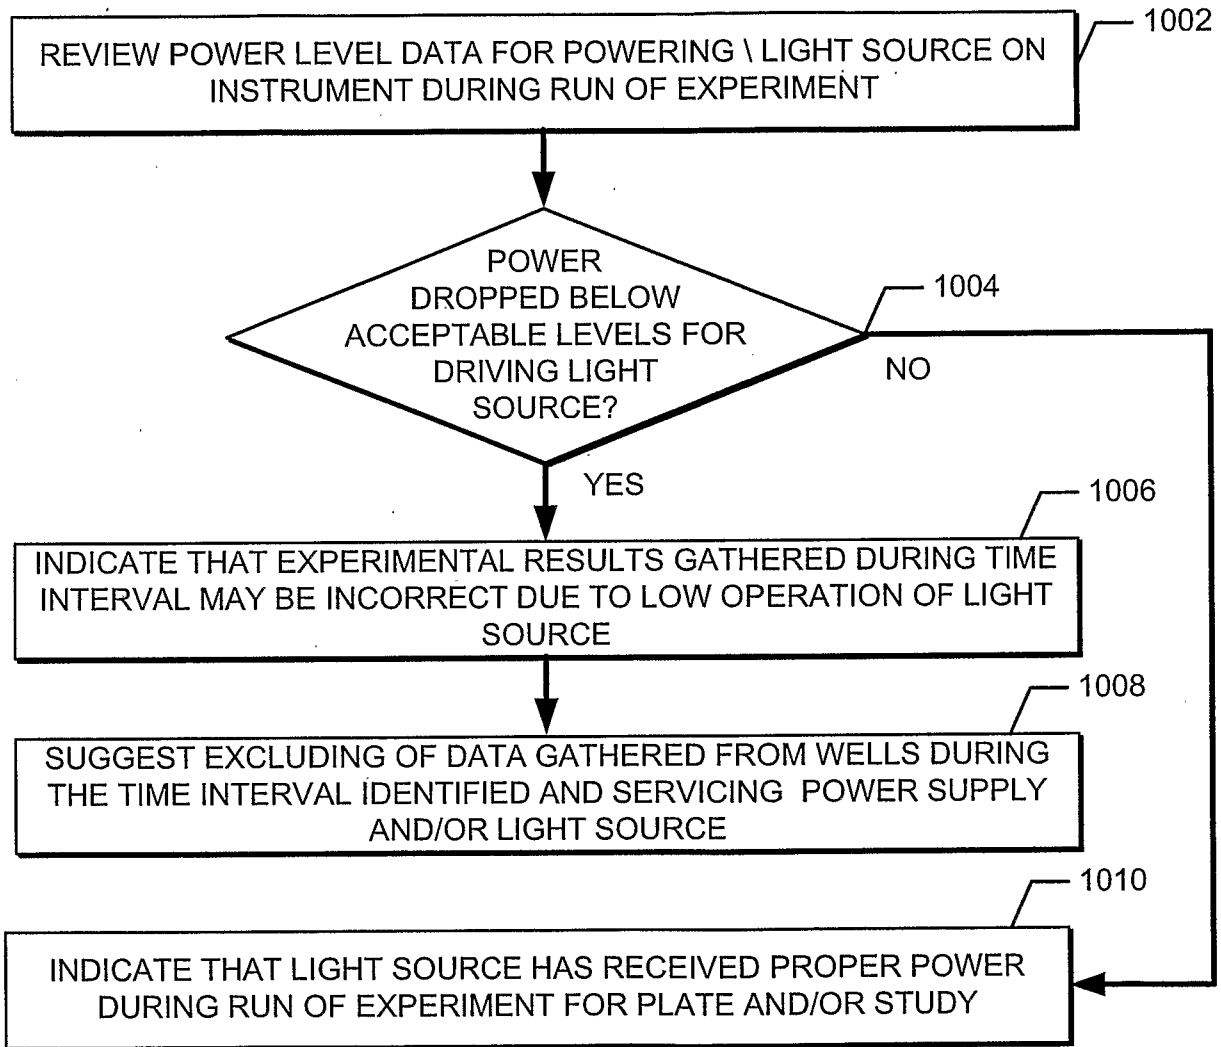 1002
REVIEW POWER LEVEL DATA FOR POWERING \ LIGHT SOURCE ON
INSTRUMENT DURING RUN OF EXPERIMENT
POWER
DROPPED BELOW
ACCEPTABLE LEVELS FOR
DRIVING LIGHT
SOURCE?
1004
NO
YES
1006
INDICATE THAT EXPERIMENTAL RESULTS GATHERED DURING TIME
INTERVAL MAY BE INCORRECT DUE TO LOW OPERATION OF LIGHT
SOURCE
1008
SUGGEST EXCLUDING OF DATA GATHERED FROM WELLS DURING
THE TIME INTERVAL IDENTIFIED AND SERVICING POWER SUPPLY
AND/OR LIGHT SOURCE
1010
INDICATE THAT LIGHT SOURCE HAS RECEIVED PROPER POWER
DURING RUN OF EXPERIMENT FOR PLATE AND/OR STUDY